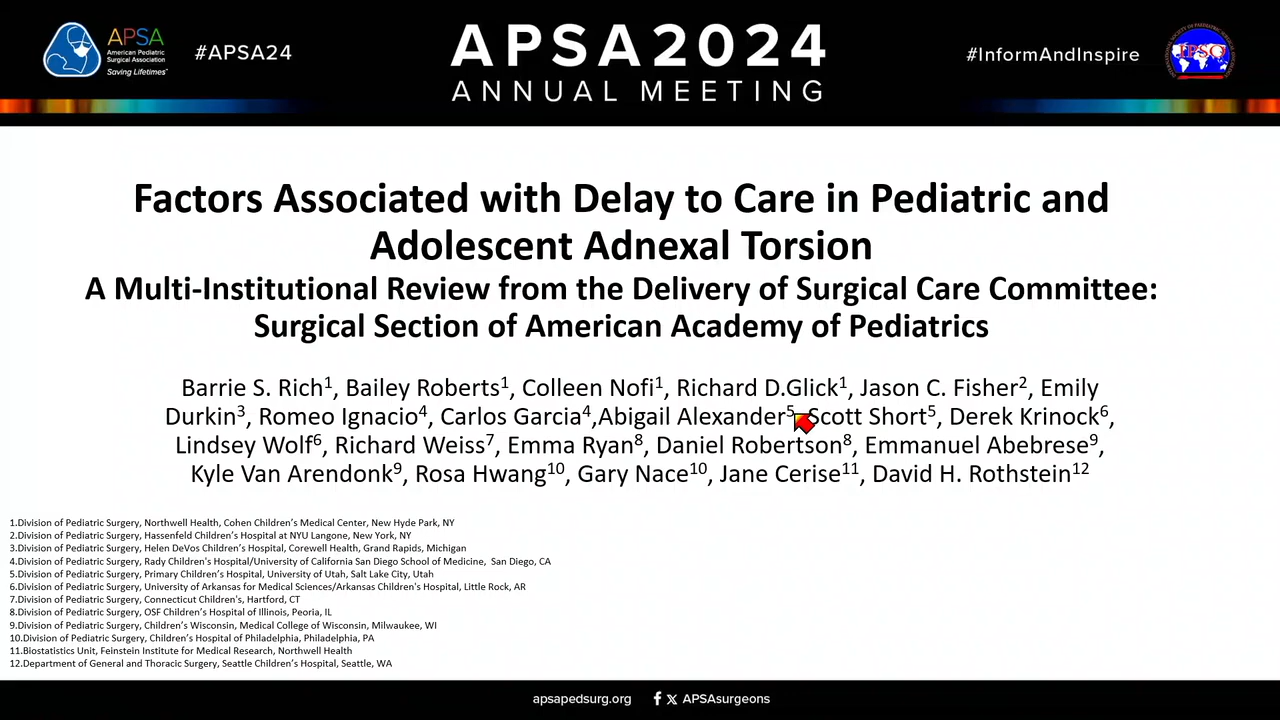 APSA
American Pediatric
Surgical Association
Saving Lifetimes
#APSA24
APSA2024
ANNUAL MEETING
#InformAndInspire
IPSO
Factors Associated with Delay to Care in Pediatric and
Adolescent Adnexal Torsion
A Multi-Institutional Review from the Delivery of Surgical Care Committee:
Surgical Section of American Academy of Pediatrics
Barrie S. Rich1, Bailey Roberts1, Colleen Nofi1, Richard D.Glick1, Jason C. Fisher2, Emily
Durkin3, Romeo Ignacio4, Carlos Garcia4,Abigail Alexander5, Scott Short5, Derek Krinock6,
Lindsey Wolf6, Richard Weiss7, Emma Ryan8, Daniel Robertson8, Emmanuel Abebrese9,
Kyle Van Arendonk9, Rosa Hwang10, Gary Nace10, Jane Cerise11, David H. Rothstein12
1.Division of Pediatric Surgery, Northwell Health, Cohen Children's Medical Center, New Hyde Park, NY
2.Division of Pediatric Surgery, Hassenfeld Children's Hospital at NYU Langone, New York, NY
3.Division of Pediatric Surgery, Helen DeVos Children's Hospital, Corewell Health, Grand Rapids, Michigan
4.Division of Pediatric Surgery, Rady Children's Hospital/University of California San Diego School of Medicine, San Diego, CA
5.Division of Pediatric Surgery, Primary Children's Hospital, University of Utah, Salt Lake City, Utah
6.Division of Pediatric Surgery, University of Arkansas for Medical Sciences/Arkansas Children's Hospital, Little Rock, AR
7.Division of Pediatric Surgery, Connecticut Children's, Hartford, CT
8.Division of Pediatric Surgery, OSF Children's Hospital of Illinois, Peoria, IL
9.Division of Pediatric Surgery, Children's Wisconsin, Medical College of Wisconsin, Milwaukee, WI
10.Division of Pediatric Surgery, Children's Hospital of Philadelphia, Philadelphia, PA
11.Biostatistics Unit, Feinstein Institute for Medical Research, Northwell Health
12.Department of General and Thoracic Surgery, Seattle Children's Hospital, Seattle, WA
apsapedsurg.org
APSAsurgeons